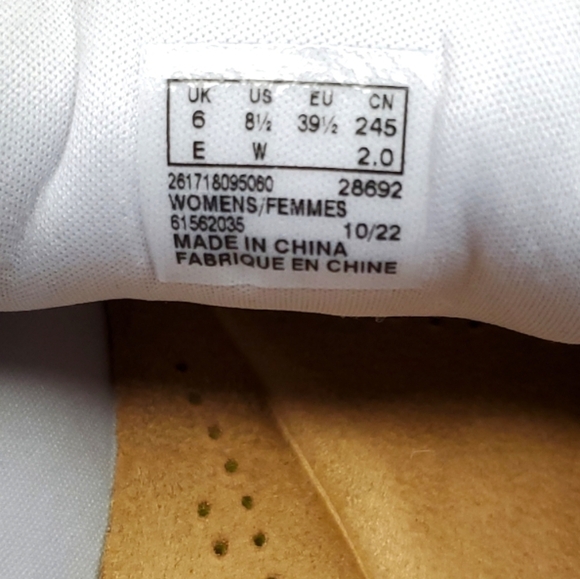 UK US EU CN
6 8½ 39½ 245
E W 2.0
261718095060 28692
WOMENS/FEMMES
61562035 10/22
MADE IN CHINA
FABRIQUE EN CHINE